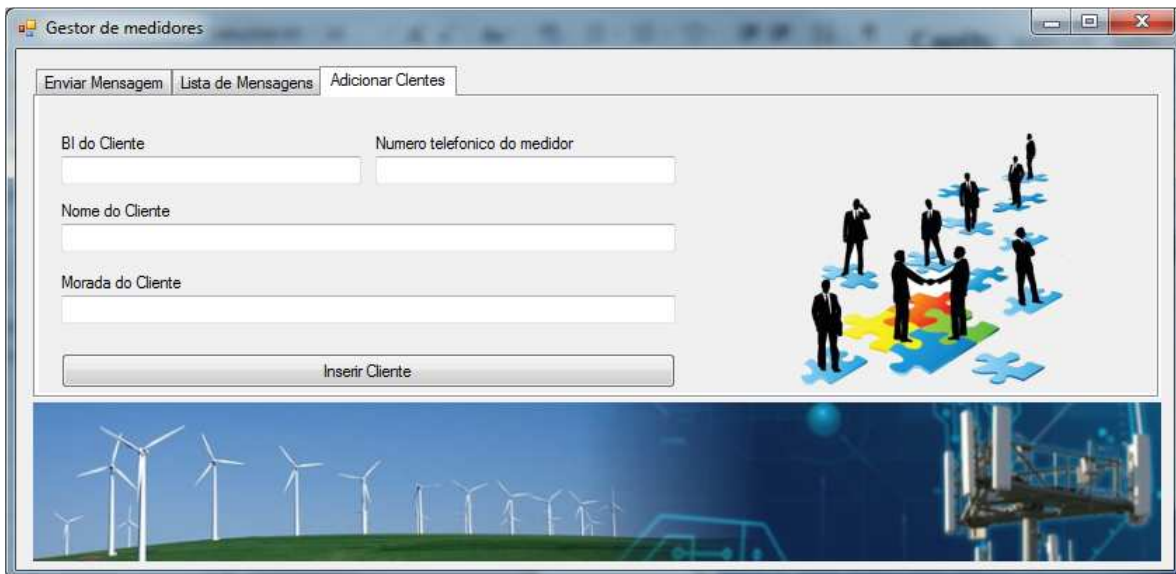 Gestor de medidores
Enviar Mensagem Lista de Mensagens Adicionar Clentes
BI do Cliente Numero telefonico do medidor
Nome do Cliente
Morada do Cliente
Inserir Cliente